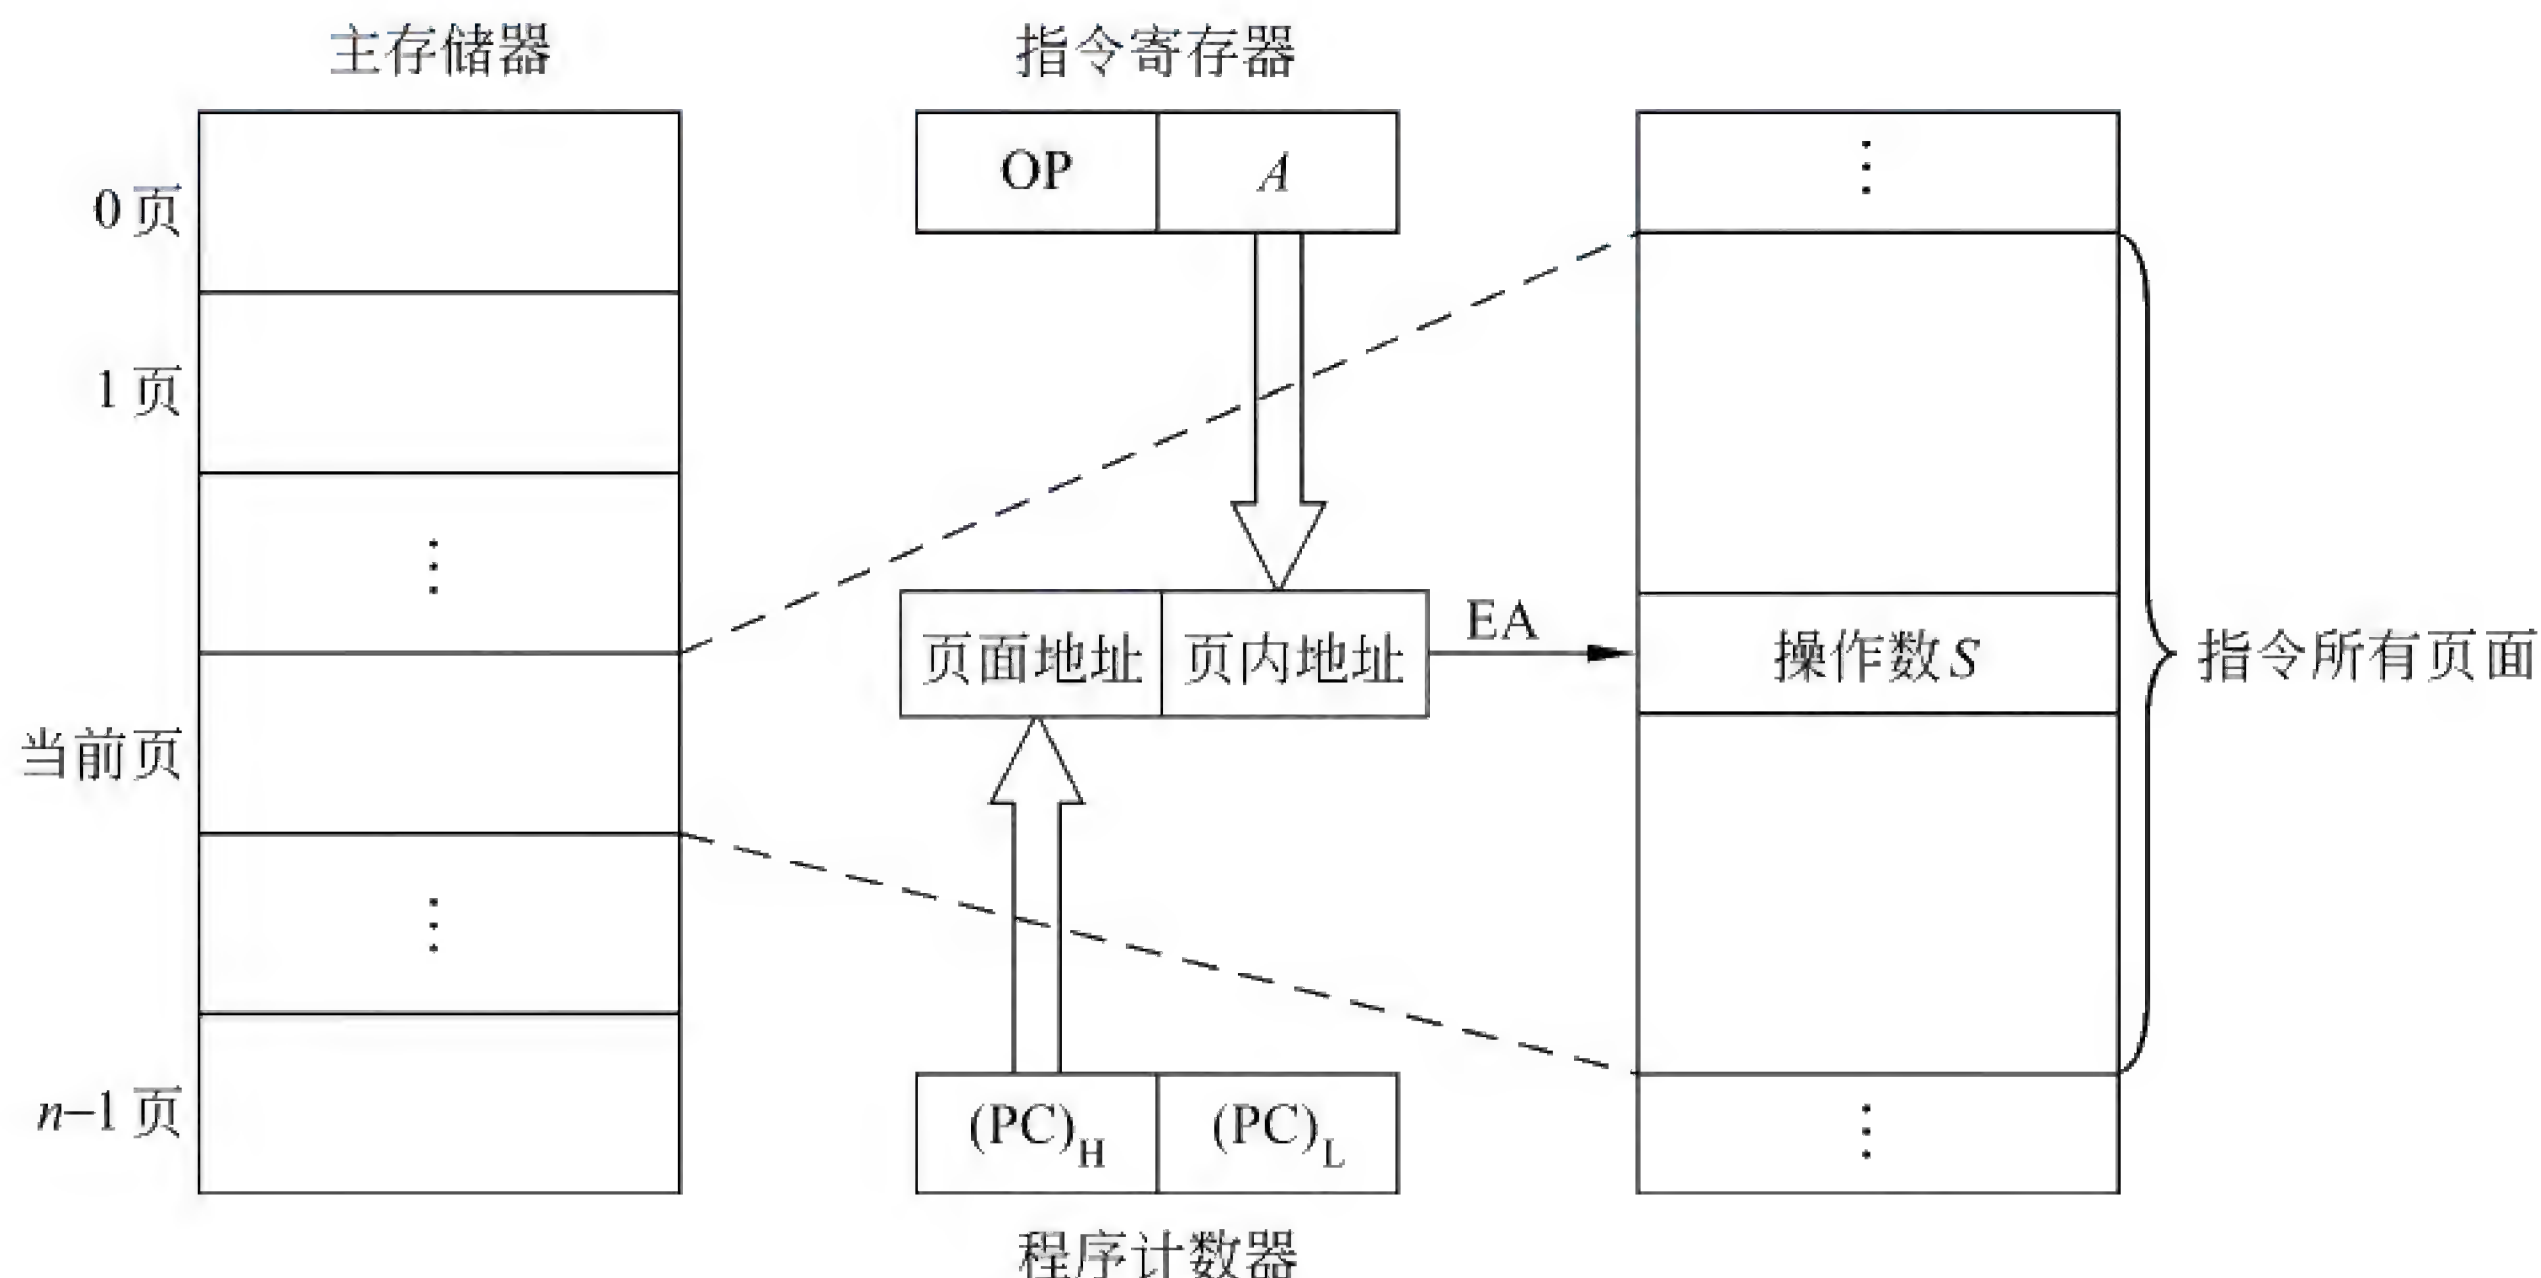 主存储器
指令寄存器
0页
1页
⋮
当前页
⋮
n–1页
OP
A
页面地址
页内地址
EA
(PC)H
(PC)L
程序计数器
⋮
操作数S
⋮
指令所有页面